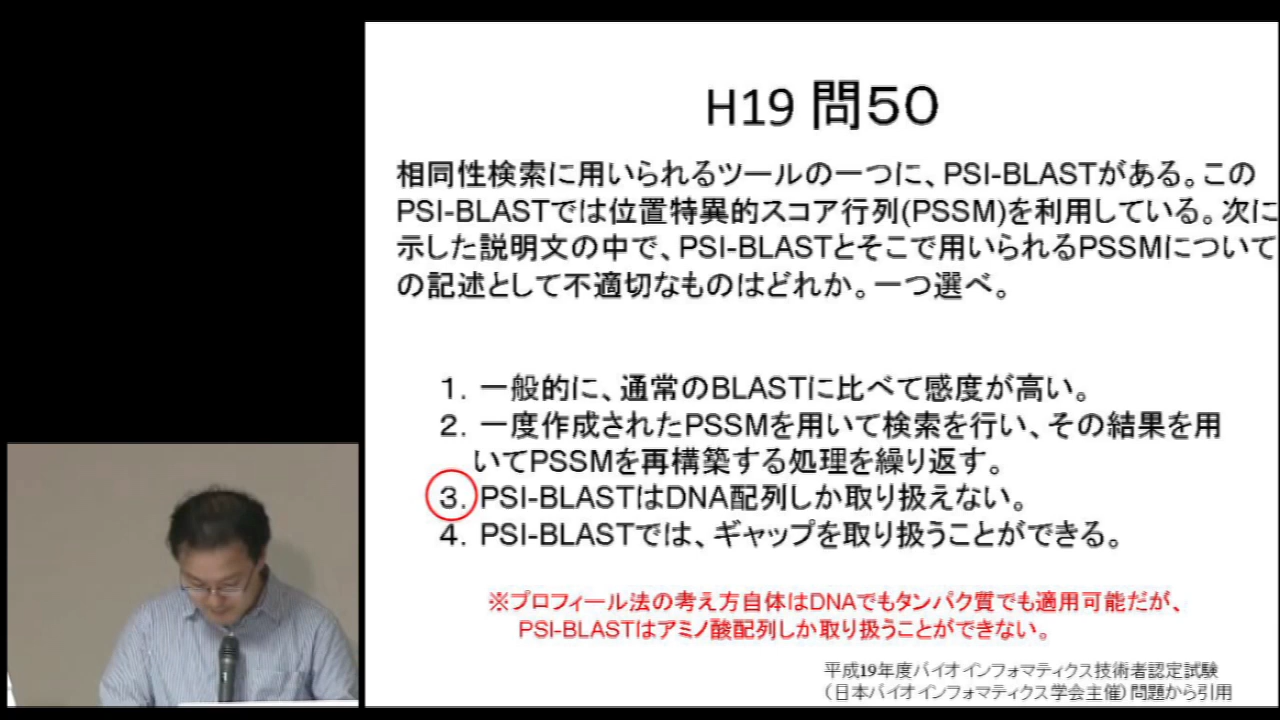 H19 問５０
相同性検索に用いられるツールの一つに、PSI-BLASTがある。この
PSI-BLASTでは位置特異的スコア行列(PSSM)を利用している。次に
示した説明文の中で、PSI-BLASTとそこで用いられるPSSMについて
の記述として不適切なものはどれか。一つ選べ。
１．一般的に、通常のBLASTに比べて感度が高い。
２．一度作成されたPSSMを用いて検索を行い、その結果を用
いてPSSMを再構築する処理を繰り返す。
３．PSI-BLASTはDNA配列しか取り扱えない。
４．PSI-BLASTでは、ギャップを取り扱うことができる。
※プロフィール法の考え方自体はDNAでもタンパク質でも適用可能だが、
PSI-BLASTはアミノ酸配列しか取り扱うことができない。
平成19年度バイオインフォマティクス技術者認定試験
（日本バイオインフォマティクス学会主催）問題から引用